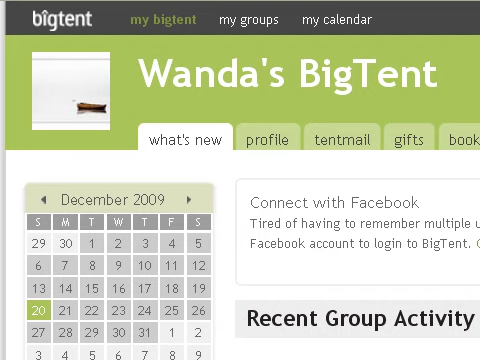 bigtent my bigtent my groups my calendar
Wanda's BigTent
what's new profile tentmail gifts book
December 2009
S M T W T F S
29 30 1 2 3 4 5
6 7 8 9 10 11 12
13 14 15 16 17 18 19
20 21 22 23 24 25 26
27 28 29 30 31 1 2
3 4 5 6 7 8 9
Connect with Facebook
Tired of having to remember multiple u
Facebook account to login to BigTent.
Recent Group Activity